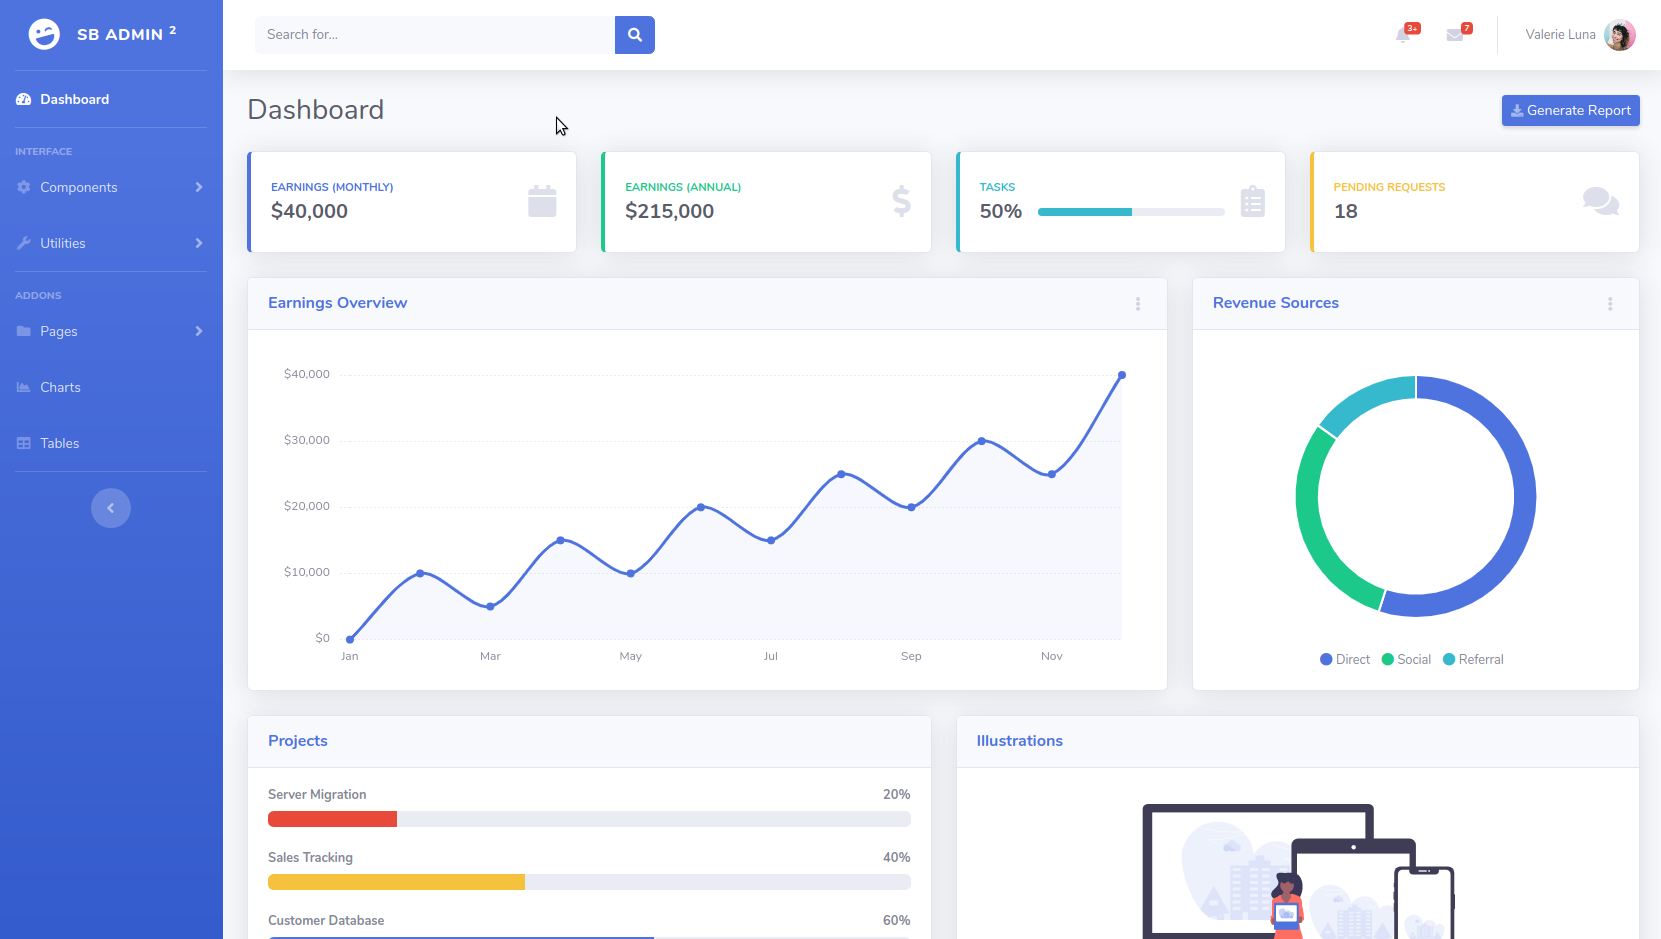 SB ADMIN 2
Search for...
3+
7
Valerie Luna
Dashboard
INTERFACE
Components
Utilities
ADDONS
Pages
Charts
Tables
Dashboard
Generate Report
EARNINGS (MONTHLY)
$40,000
EARNINGS (ANNUAL)
$215,000
TASKS
50%
PENDING REQUESTS
18
Earnings Overview
$40,000
$30,000
$20,000
$10,000
$0
Jan Mar May Jul Sep Nov
Revenue Sources
Direct Social Referral
Projects
Server Migration 20%
Sales Tracking 40%
Customer Database 60%
Illustrations